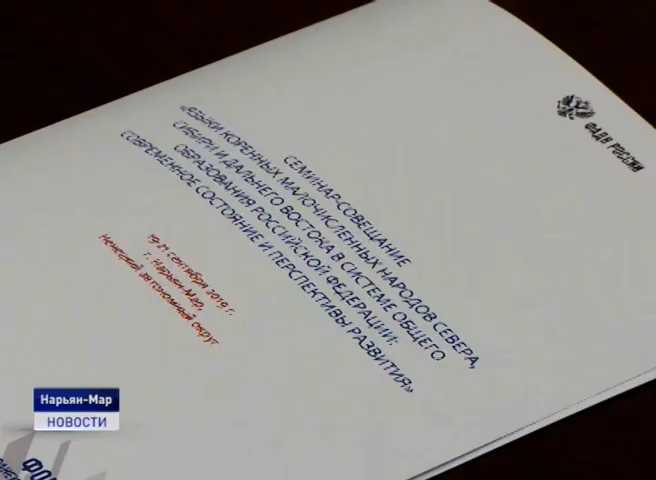 ФАДН РОССИИ
СЕМИНАР-СОВЕЩАНИЕ
«ЯЗЫКИ КОРЕННЫХ МАЛОЧИСЛЕННЫХ НАРОДОВ СЕВЕРА,
СИБИРИ И ДАЛЬНЕГО ВОСТОКА В СИСТЕМЕ ОБЩЕГО
ОБРАЗОВАНИЯ РОССИЙСКОЙ ФЕДЕРАЦИИ:
СОВРЕМЕННОЕ СОСТОЯНИЕ И ПЕРСПЕКТИВЫ РАЗВИТИЯ»
19-21 сентября 2019 г.
г. Нарьян-Мар,
Ненецкий автономный округ
Нарьян-Мар
НОВОСТИ